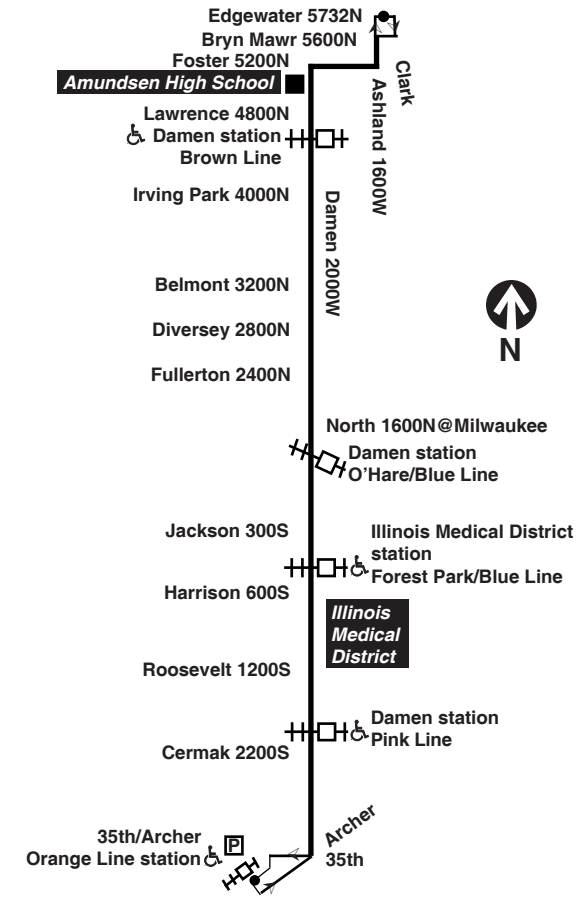 Edgewater 5732N
Bryn Mawr 5600N
Foster 5200N
Amundsen High School
Clark
Ashland 1600W
Lawrence 4800N
Damen station
Brown Line
Irving Park 4000N
Damen 2000W
Belmont 3200N
Diversey 2800N
Fullerton 2400N
N
North 1600N@Milwaukee
Damen station
O'Hare/Blue Line
Jackson 300S
Illinois Medical District
station
Forest Park/Blue Line
Harrison 600S
Illinois
Medical
District
Roosevelt 1200S
Damen station
Pink Line
Cermak 2200S
35th/Archer
Orange Line station
P
Archer
35th